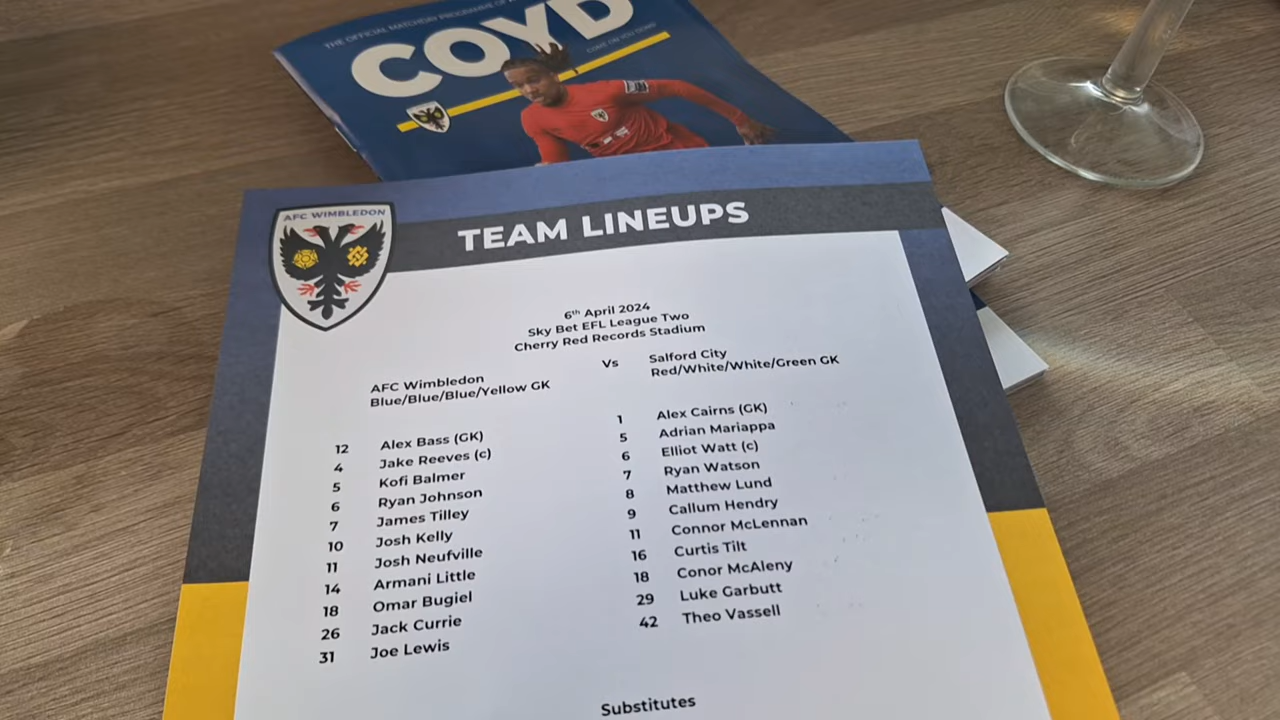 THE OFFICIAL MATCHDAY PROGRAMME OF
COYD
COME ON YOU DONS!
AFC WIMBLEDON
TEAM LINEUPS
6th April 2024
Sky Bet EFL League Two
Cherry Red Records Stadium
AFC Wimbledon Vs Salford City
Blue/Blue/Blue/Yellow GK Red/White/White/Green GK
12 Alex Bass (GK) 1 Alex Cairns (GK)
4 Jake Reeves (c) 5 Adrian Mariappa
5 Kofi Balmer 6 Elliot Watt (c)
6 Ryan Johnson 7 Ryan Watson
7 James Tilley 8 Matthew Lund
10 Josh Kelly 9 Callum Hendry
11 Josh Neufville 11 Connor McLennan
14 Armani Little 16 Curtis Tilt
18 Omar Bugiel 18 Conor McAleny
26 Jack Currie 29 Luke Garbutt
31 Joe Lewis 42 Theo Vassell
Substitutes